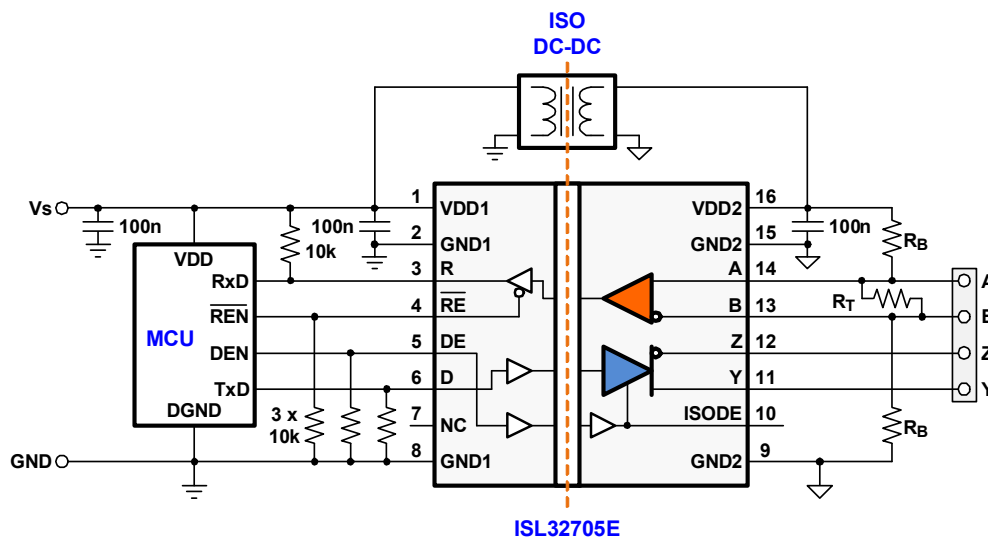 ISO
DC-DC
Vs
100n
10k
100n
1
VDD1
2
GND1
3
R
4
RE
5
DE
6
D
7
NC
8
GND1
VDD
RxD
REN
MCU
DEN
TxD
DGND
3 x
10k
GND
16
VDD2
15
GND2
14
A
13
B
12
Z
11
Y
10
ISODE
9
GND2
100n
RB
RT
RB
A
Z
ISL32705E